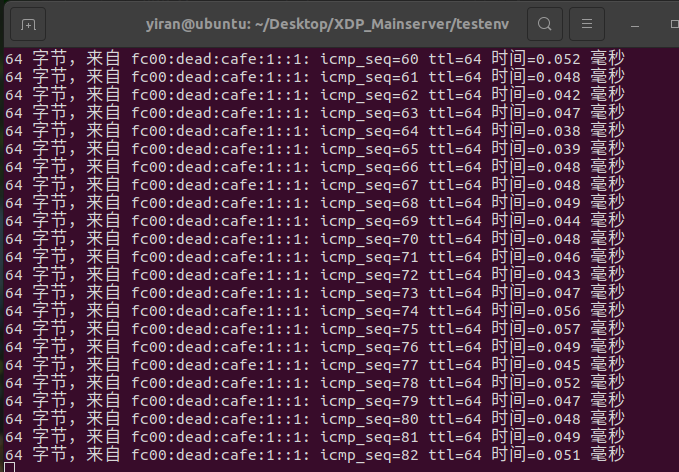 yiran@ubuntu: ~/Desktop/XDP_Mainserver/testenv
64 字节，来自 fc00:dead:cafe:1::1: icmp_seq=60 ttl=64 时间=0.052 毫秒
64 字节，来自 fc00:dead:cafe:1::1: icmp_seq=61 ttl=64 时间=0.048 毫秒
64 字节，来自 fc00:dead:cafe:1::1: icmp_seq=62 ttl=64 时间=0.042 毫秒
64 字节，来自 fc00:dead:cafe:1::1: icmp_seq=63 ttl=64 时间=0.047 毫秒
64 字节，来自 fc00:dead:cafe:1::1: icmp_seq=64 ttl=64 时间=0.038 毫秒
64 字节，来自 fc00:dead:cafe:1::1: icmp_seq=65 ttl=64 时间=0.039 毫秒
64 字节，来自 fc00:dead:cafe:1::1: icmp_seq=66 ttl=64 时间=0.048 毫秒
64 字节，来自 fc00:dead:cafe:1::1: icmp_seq=67 ttl=64 时间=0.048 毫秒
64 字节，来自 fc00:dead:cafe:1::1: icmp_seq=68 ttl=64 时间=0.049 毫秒
64 字节，来自 fc00:dead:cafe:1::1: icmp_seq=69 ttl=64 时间=0.044 毫秒
64 字节，来自 fc00:dead:cafe:1::1: icmp_seq=70 ttl=64 时间=0.048 毫秒
64 字节，来自 fc00:dead:cafe:1::1: icmp_seq=71 ttl=64 时间=0.046 毫秒
64 字节，来自 fc00:dead:cafe:1::1: icmp_seq=72 ttl=64 时间=0.043 毫秒
64 字节，来自 fc00:dead:cafe:1::1: icmp_seq=73 ttl=64 时间=0.047 毫秒
64 字节，来自 fc00:dead:cafe:1::1: icmp_seq=74 ttl=64 时间=0.056 毫秒
64 字节，来自 fc00:dead:cafe:1::1: icmp_seq=75 ttl=64 时间=0.057 毫秒
64 字节，来自 fc00:dead:cafe:1::1: icmp_seq=76 ttl=64 时间=0.049 毫秒
64 字节，来自 fc00:dead:cafe:1::1: icmp_seq=77 ttl=64 时间=0.045 毫秒
64 字节，来自 fc00:dead:cafe:1::1: icmp_seq=78 ttl=64 时间=0.052 毫秒
64 字节，来自 fc00:dead:cafe:1::1: icmp_seq=79 ttl=64 时间=0.047 毫秒
64 字节，来自 fc00:dead:cafe:1::1: icmp_seq=80 ttl=64 时间=0.048 毫秒
64 字节，来自 fc00:dead:cafe:1::1: icmp_seq=81 ttl=64 时间=0.049 毫秒
64 字节，来自 fc00:dead:cafe:1::1: icmp_seq=82 ttl=64 时间=0.051 毫秒